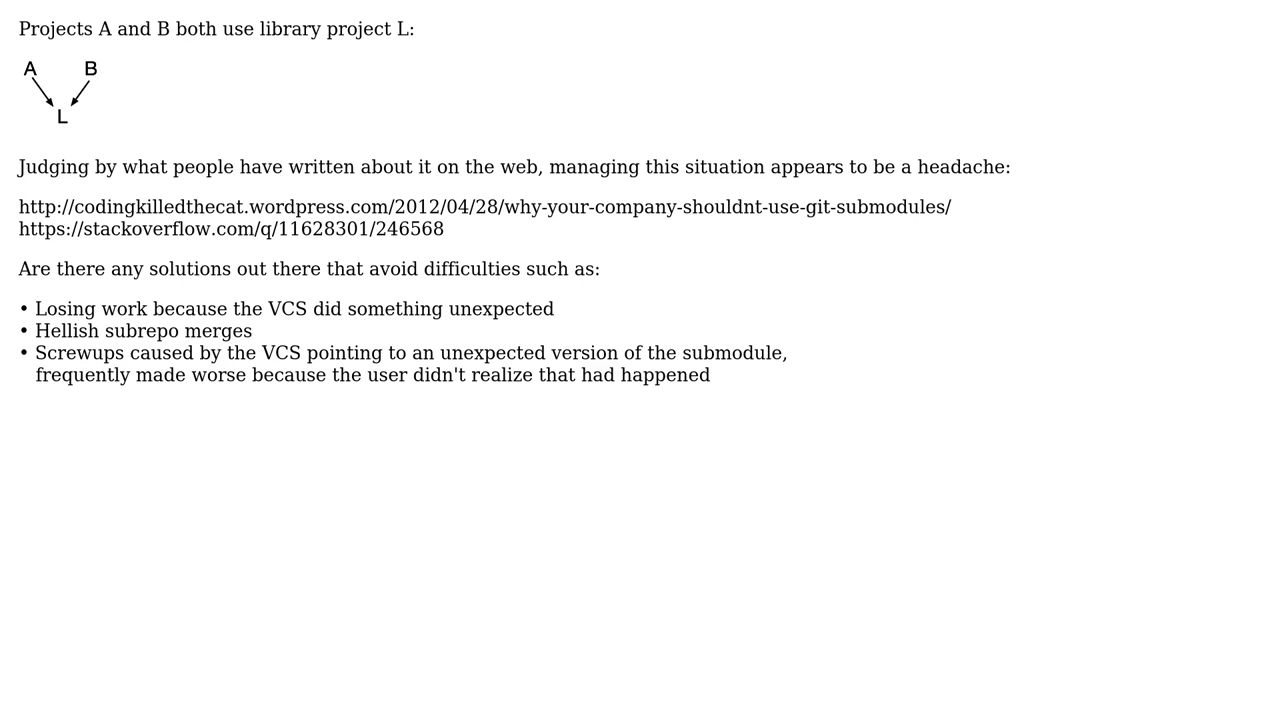 Projects A and B both use library project L:
A B
L
Judging by what people have written about it on the web, managing this situation appears to be a headache:
http://codingkilledthecat.wordpress.com/2012/04/28/why-your-company-shouldnt-use-git-submodules/
https://stackoverflow.com/q/11628301/246568
Are there any solutions out there that avoid difficulties such as:
• Losing work because the VCS did something unexpected
• Hellish subrepo merges
• Screwups caused by the VCS pointing to an unexpected version of the submodule,
frequently made worse because the user didn't realize that had happened